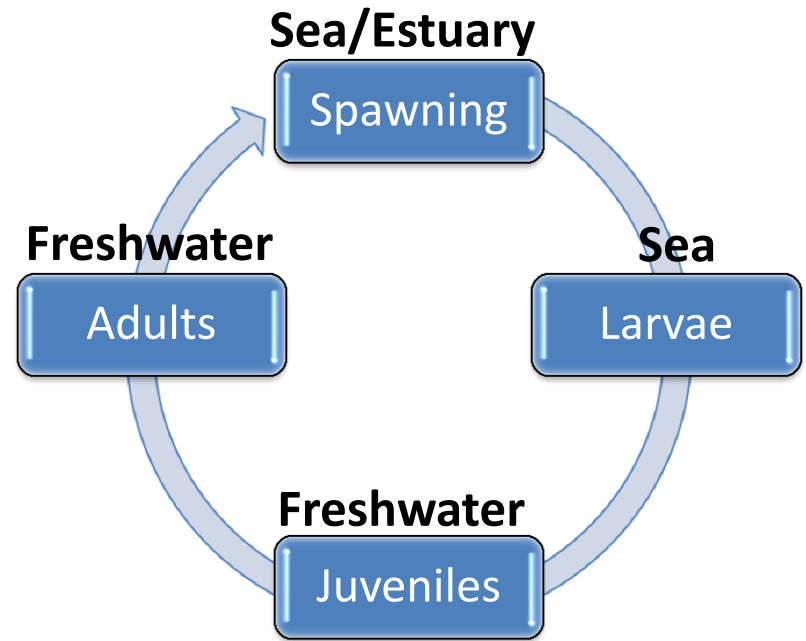 Sea/Estuary
Spawning
Freshwater
Adults
Sea
Larvae
Freshwater
Juveniles